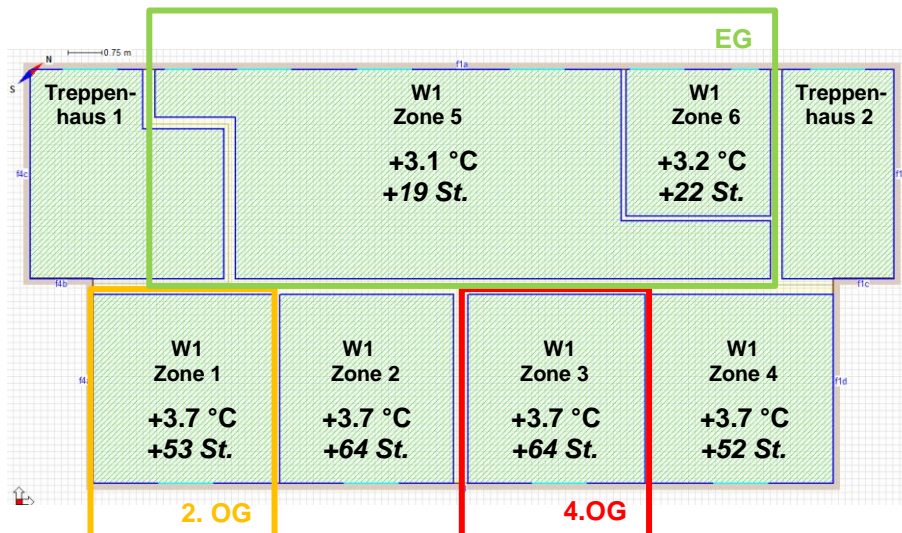 EG
0.75 m
N
S
f1a
Treppen-
haus 1
W1
Zone 5
+3.1 °C
+19 St.
W1
Zone 6
+3.2 °C
+22 St.
Treppen-
haus 2
f4c
f1
f4b
f1c
W1
Zone 1
+3.7 °C
+53 St.
W1
Zone 2
+3.7 °C
+64 St.
W1
Zone 3
+3.7 °C
+64 St.
W1
Zone 4
+3.7 °C
+52 St.
f4
f1d
2. OG
4.OG